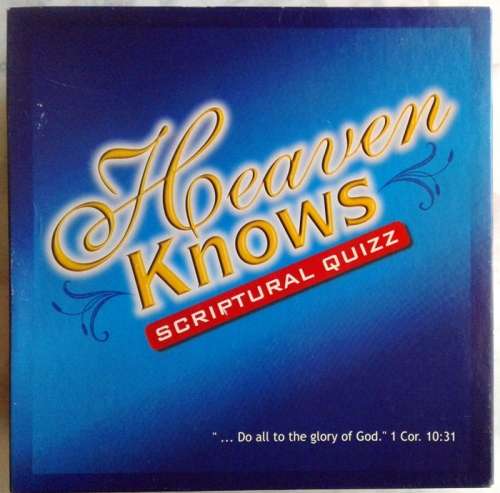 Heaven
Knows
SCRIPTURAL QUIZZ
" ... Do all to the glory of God." 1 Cor. 10:31